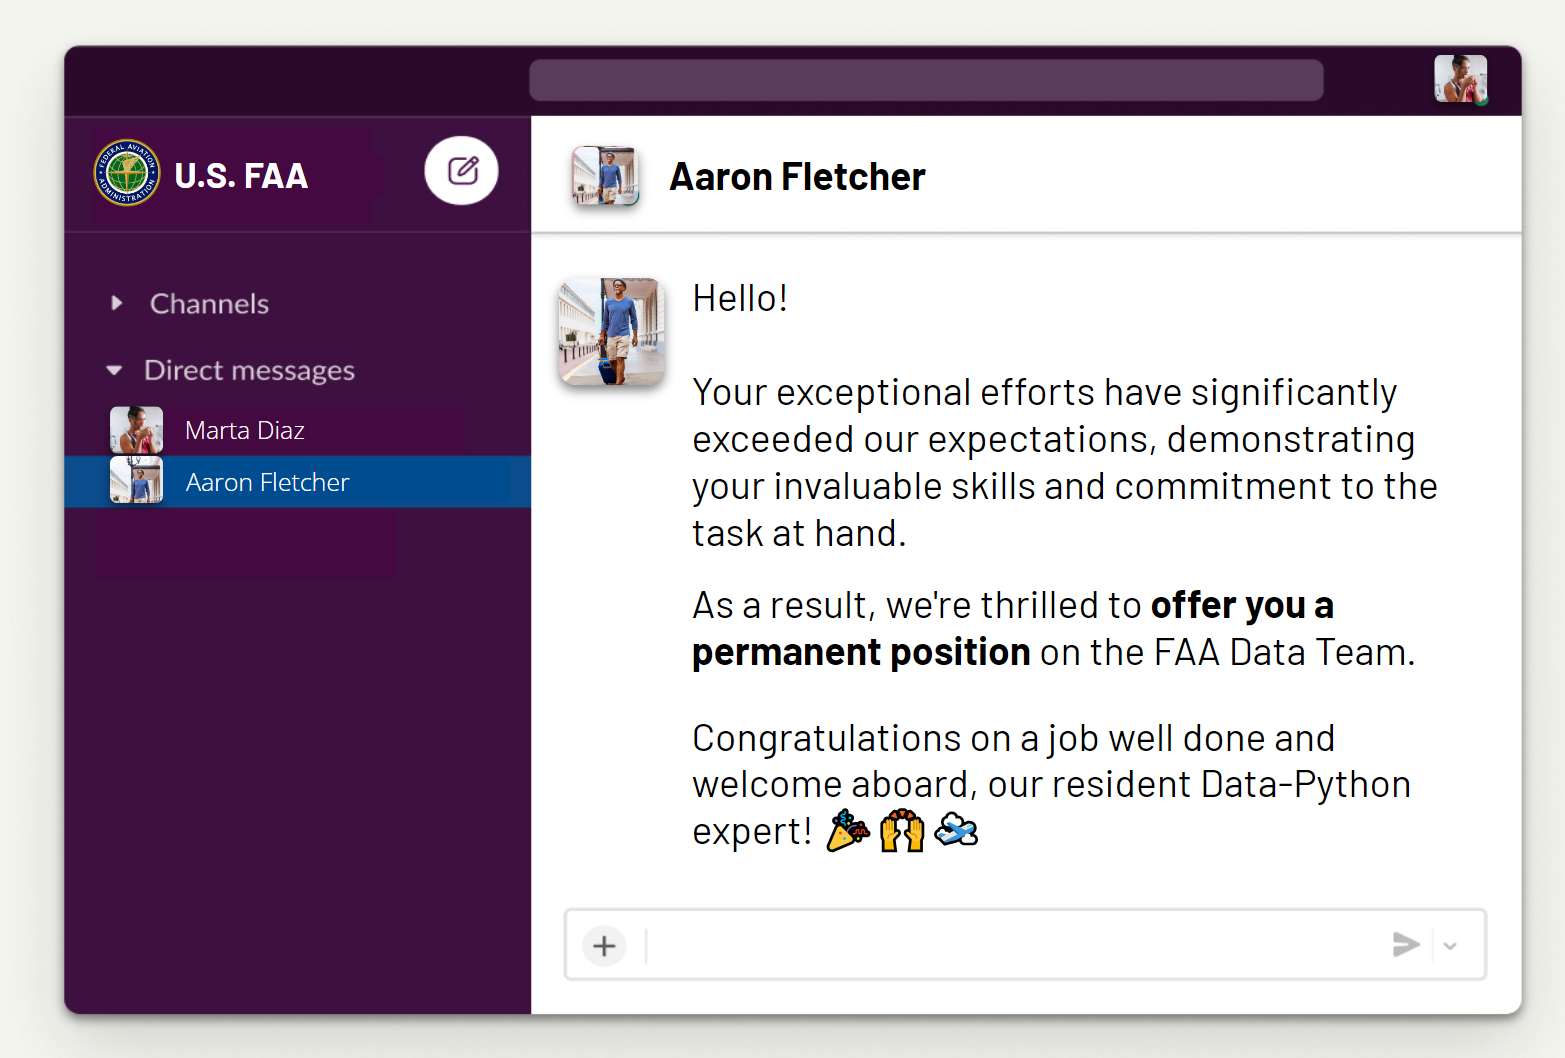 FEDERAL AVIATION
ADMINISTRATION
U.S. FAA
Channels
Direct messages
Marta Diaz
Aaron Fletcher
Aaron Fletcher
Hello!
Your exceptional efforts have significantly
exceeded our expectations, demonstrating
your invaluable skills and commitment to the
task at hand.
As a result, we're thrilled to offer you a
permanent position on the FAA Data Team.
Congratulations on a job well done and
welcome aboard, our resident Data-Python
expert! 🎉 🙌 🛩